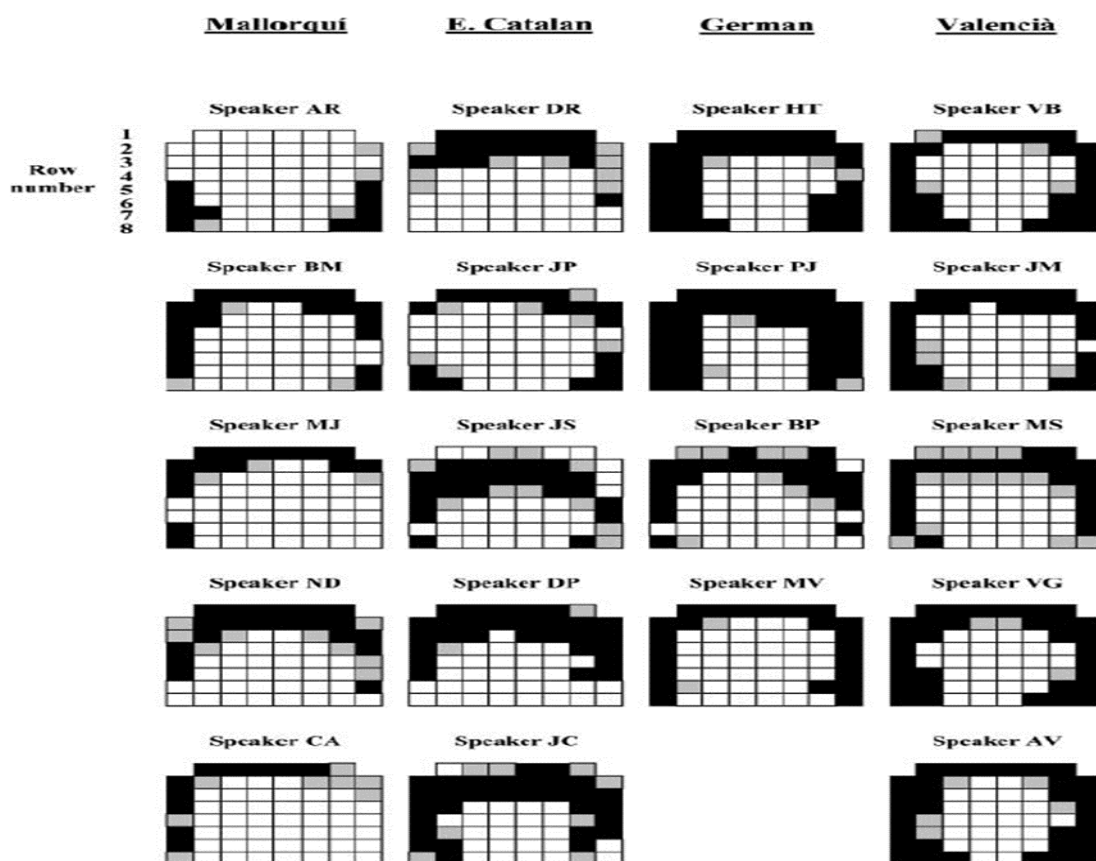 Mallorquí E. Catalan German Valencià
Speaker AR Speaker DR Speaker HT Speaker VB
Row number
1
2
3
4
5
6
7
8
Speaker BM Speaker JP Speaker PJ Speaker JM
Speaker MJ Speaker JS Speaker BP Speaker MS
Speaker ND Speaker DP Speaker MV Speaker VG
Speaker CA Speaker JC Speaker AV